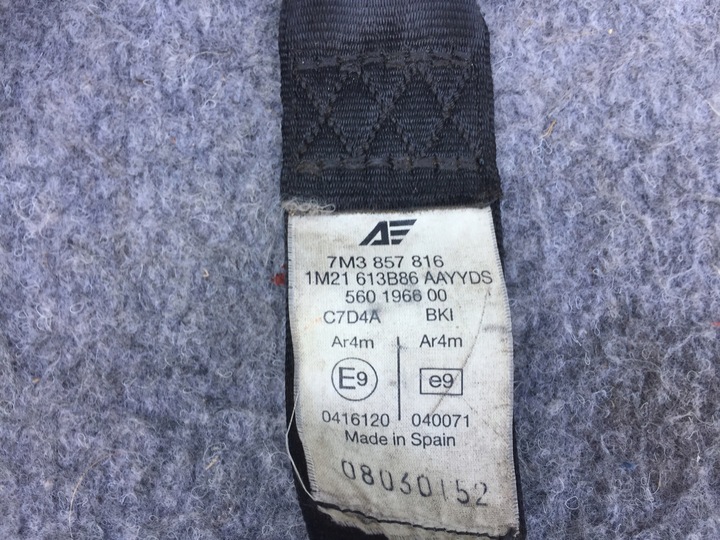 AE
7M3 857 816
1M21 613B86 AAYYDS
560 1966 00
C7D4A BKI
Ar4m Ar4m
E9 e9
0416120 040071
Made in Spain
08030152